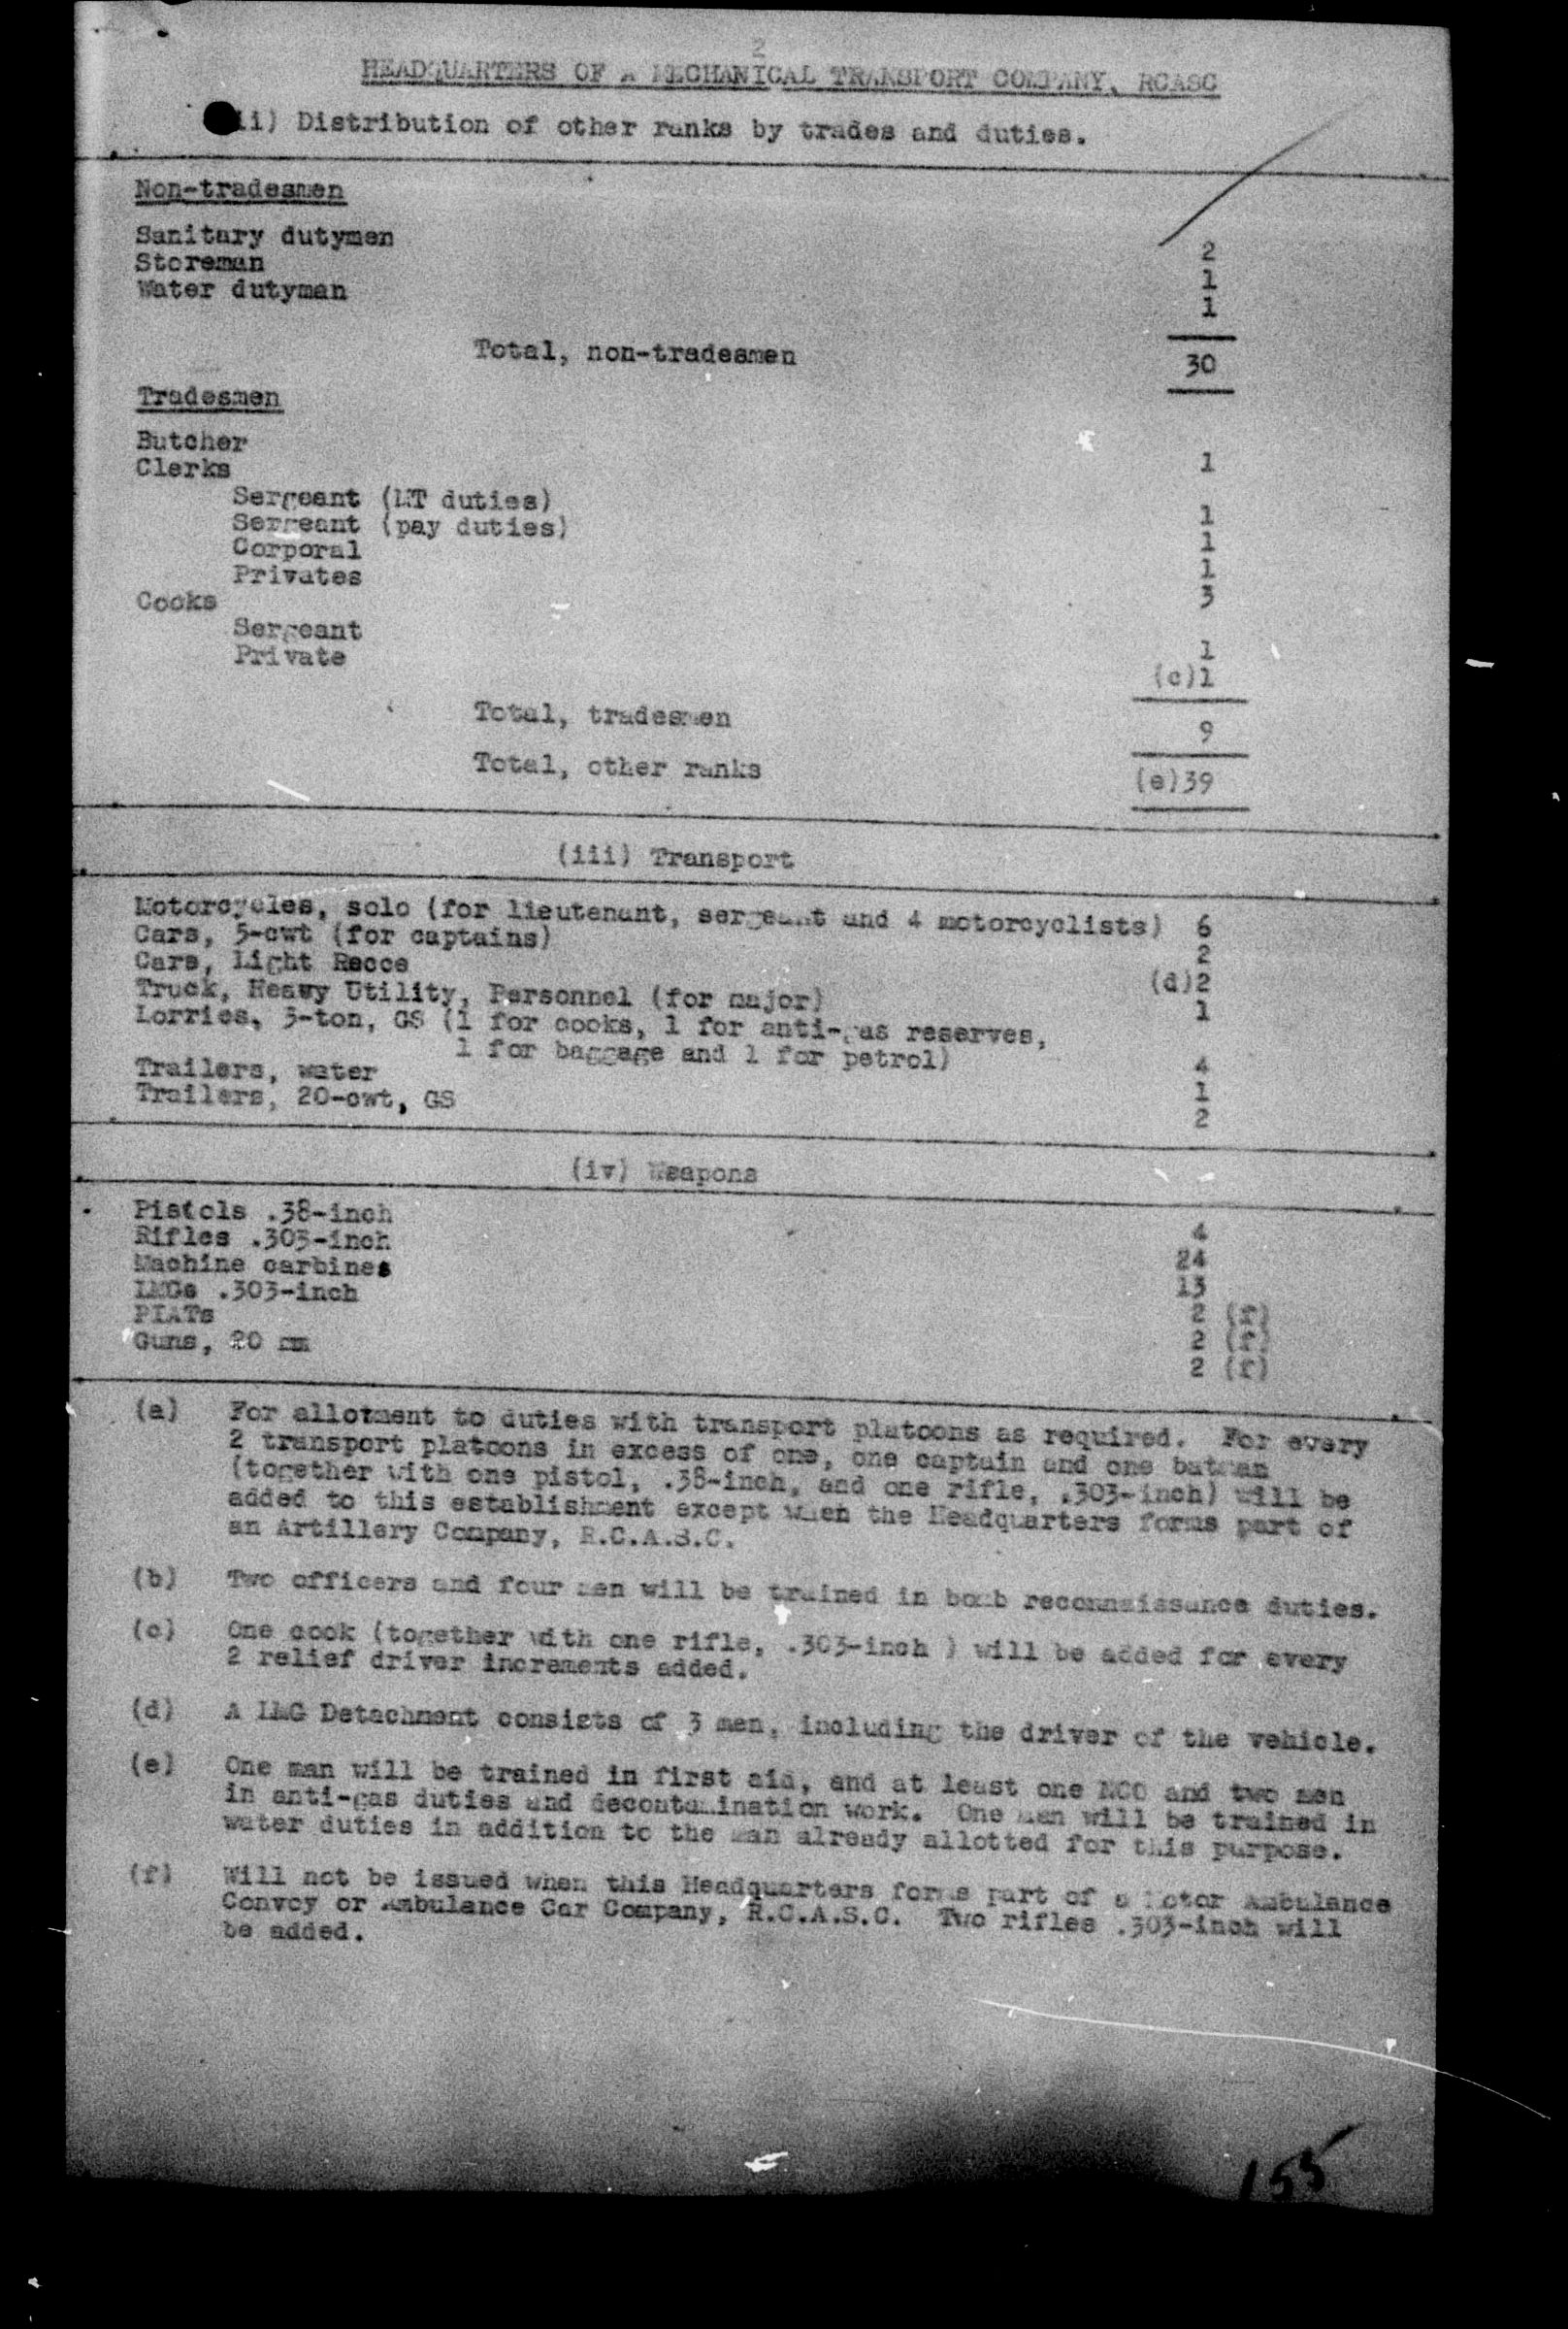 2
HEADQUARTERS OF A MECHANICAL TRANSPORT COMPANY, RCASC
ii) Distribution of other ranks by trades and duties.
Non-tradesmen
Sanitary dutymen 2
Storeman 1
Water dutyman 1
Total, non-tradesmen 30
Tradesmen
Butcher 1
Clerks
Sergeant (MT duties) 1
Sergeant (pay duties) 1
Corporal 1
Privates 3
Cooks
Sergeant 1
Private (c)1
Total, tradesmen 9
Total, other ranks (e)39
(iii) Transport
Motorcycles, solo (for lieutenant, sergeant and 4 motorcyclists) 6
Cars, 5-cwt (for captains) 2
Cars, Light Recce (d)2
Truck, Heavy Utility, Personnel (for major) 1
Lorries, 3-ton, GS (1 for cooks, 1 for anti-gas reserves,
1 for baggage and 1 for petrol) 4
Trailers, water 1
Trailers, 20-cwt, GS 2
(iv) Weapons
Pistols .38-inch 4
Rifles .303-inch 24
Machine carbines 13
LMGs .303-inch 2 (f)
PIATs 2 (f)
Guns, 20 mm 2 (f)
(a) For allotment to duties with transport platoons as required. For every
2 transport platoons in excess of one, one captain and one batman
(together with one pistol, .38-inch, and one rifle, .303-inch) will be
added to this establishment except when the Headquarters forms part of
an Artillery Company, R.C.A.S.C.
(b) Two officers and four men will be trained in bomb reconnaissance duties.
(c) One cook (together with one rifle, .303-inch ) will be added for every
2 relief driver increments added.
(d) A LMG Detachment consists of 3 men, including the driver of the vehicle.
(e) One man will be trained in first aid, and at least one NCO and two men
in anti-gas duties and decontamination work. One man will be trained in
water duties in addition to the man already allotted for this purpose.
(f) Will not be issued when this Headquarters forms part of a Motor Ambulance
Convoy or Ambulance Car Company, R.C.A.S.C. Two rifles .303-inch will
be added.
155